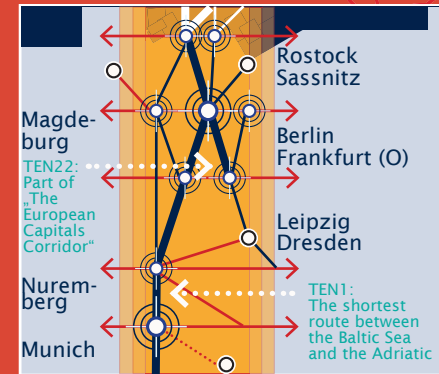 Rostock
Sassnitz
Magde-
burg
Berlin
Frankfurt (O)
TEN22:
Part of
„The
European
Capitals
Corridor“
Leipzig
Dresden
Nurem-
berg
TEN1:
The shortest
route between
the Baltic Sea
and the Adriatic
Munich